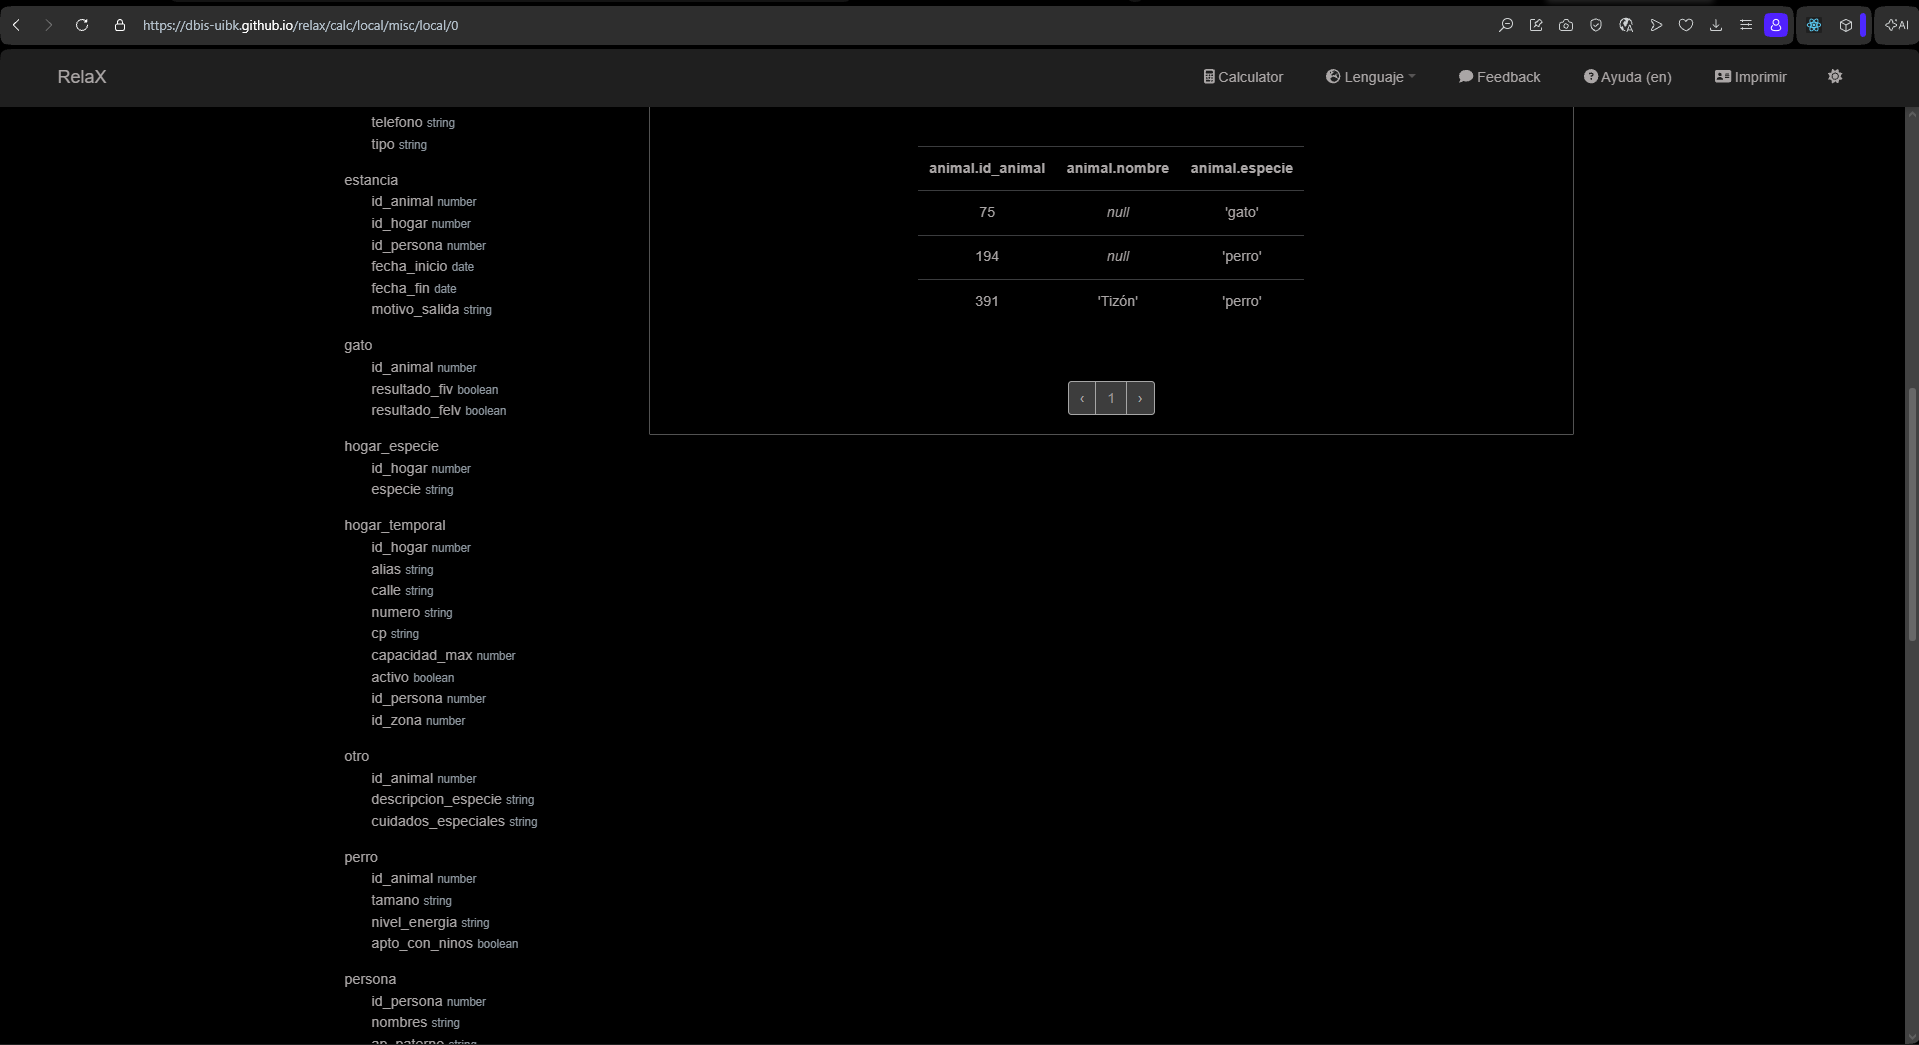 https://dbis-uibk.github.io/relax/calc/local/misc/local/0
AI
RelaX
Calculator
Lenguaje
Feedback
Ayuda (en)
Imprimir
telefono string
tipo string
estancia
id_animal number
id_hogar number
id_persona number
fecha_inicio date
fecha_fin date
motivo_salida string
gato
id_animal number
resultado_fiv boolean
resultado_felv boolean
hogar_especie
id_hogar number
especie string
hogar_temporal
id_hogar number
alias string
calle string
numero string
cp string
capacidad_max number
activo boolean
id_persona number
id_zona number
otro
id_animal number
descripcion_especie string
cuidados_especiales string
perro
id_animal number
tamano string
nivel_energia string
apto_con_ninos boolean
persona
id_persona number
nombres string
ap_paterno string
animal.id_animal animal.nombre animal.especie
75 null 'gato'
194 null 'perro'
391 'Tizón' 'perro'
‹ 1 ›